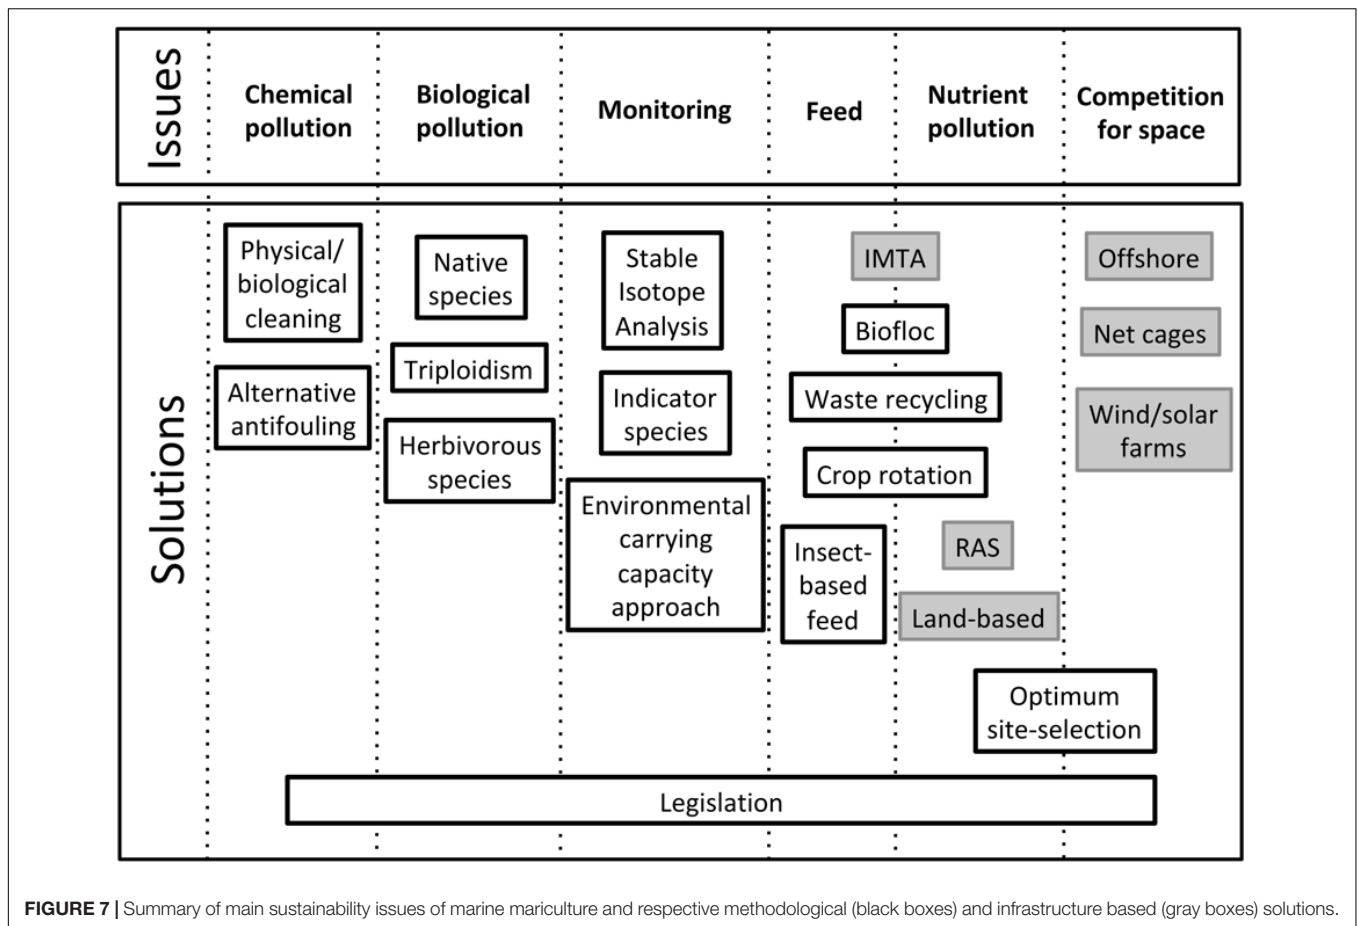 Issues
Chemical
pollution
Biological
pollution
Monitoring
Feed
Nutrient
pollution
Competition
for space
Solutions
Physical/
biological
cleaning
Alternative
antifouling
Native
species
Triploidism
Herbivorous
species
Stable
Isotope
Analysis
Indicator
species
Environmental
carrying
capacity
approach
IMTA
Biofloc
Waste recycling
Crop rotation
Insect-
based
feed
RAS
Land-based
Offshore
Net cages
Wind/solar
farms
Optimum
site-selection
Legislation
FIGURE 7 | Summary of main sustainability issues of marine mariculture and respective methodological (black boxes) and infrastructure based (gray boxes) solutions.